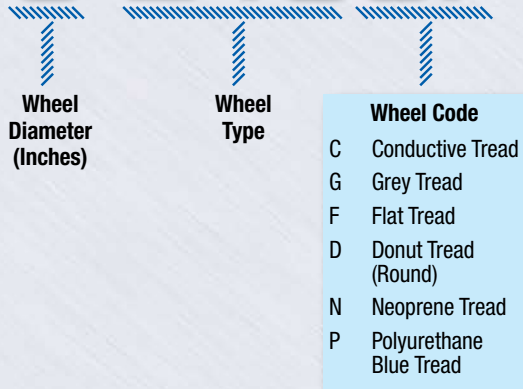 Wheel
Diameter
(Inches)
Wheel
Type
Wheel Code
C Conductive Tread
G Grey Tread
F Flat Tread
D Donut Tread
(Round)
N Neoprene Tread
P Polyurethane
Blue Tread